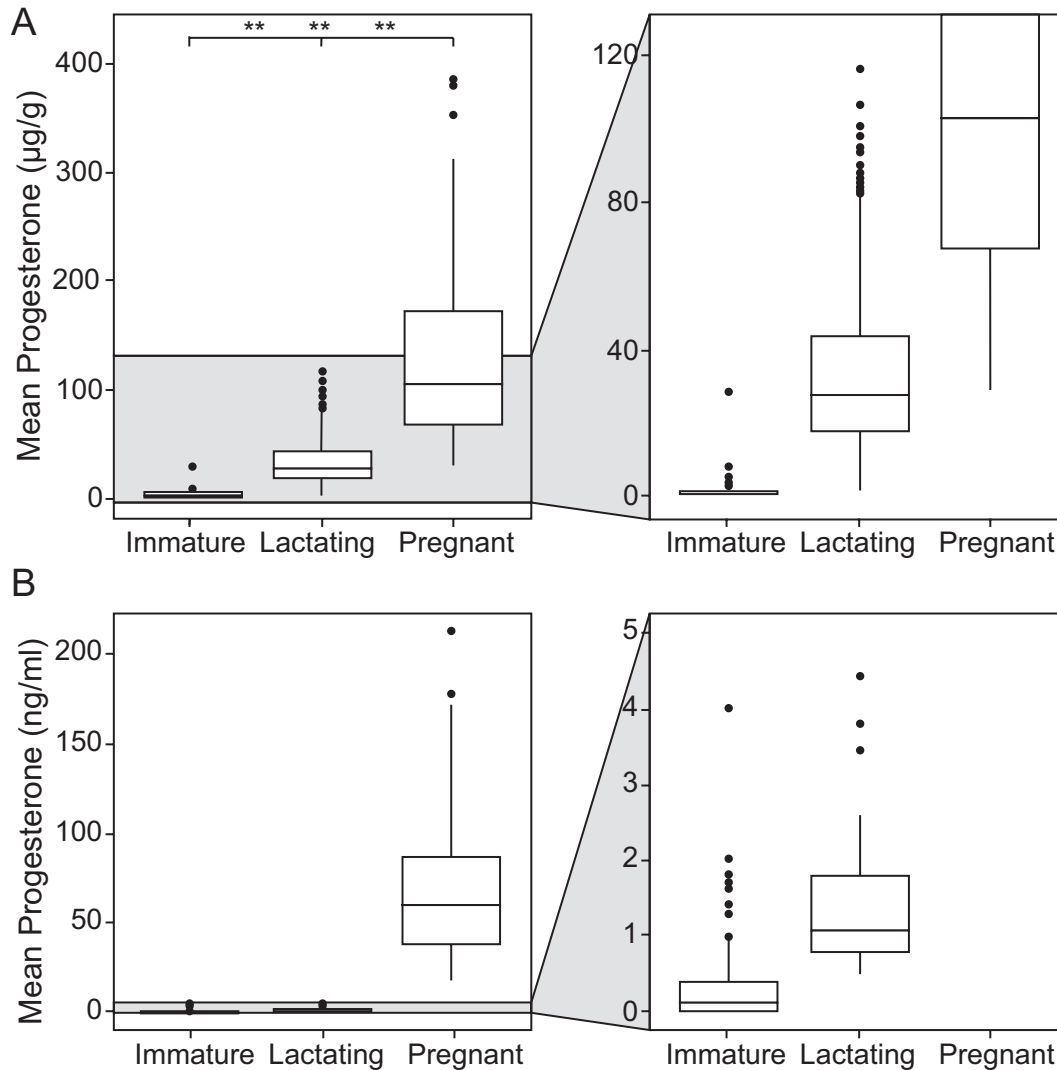 A
** ** **
Mean Progesterone (µg/g)
400
300
200
100
0
Immature Lactating Pregnant
120
80
40
0
Immature Lactating Pregnant
B
Mean Progesterone (ng/ml)
200
150
100
50
0
Immature Lactating Pregnant
5
4
3
2
1
0
Immature Lactating Pregnant